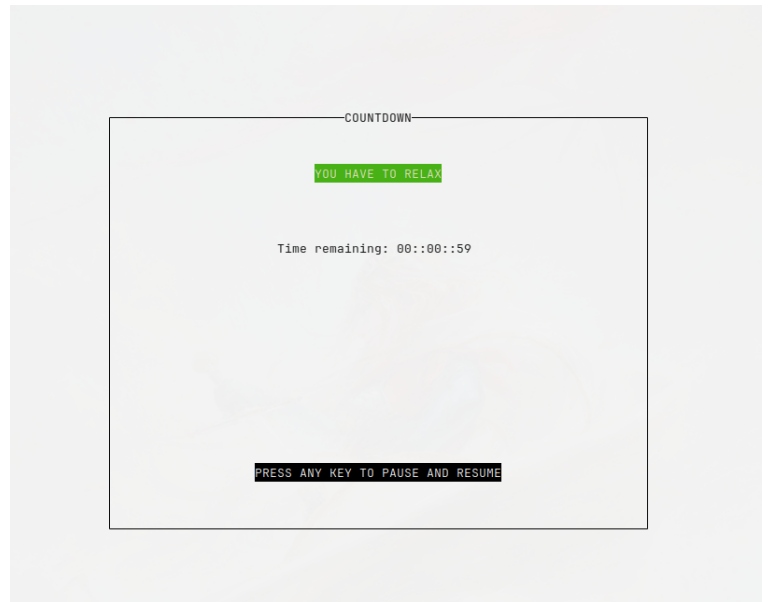 COUNTDOWN
YOU HAVE TO RELAX
Time remaining: 00::00::59
PRESS ANY KEY TO PAUSE AND RESUME